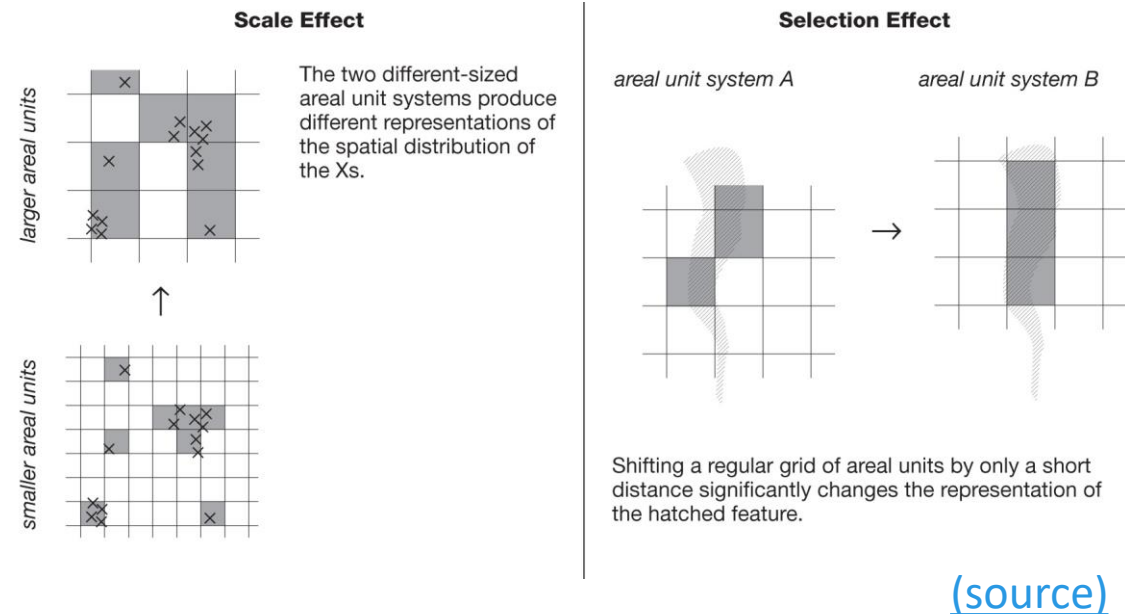 Scale Effect
larger areal units
The two different-sized
areal unit systems produce
different representations of
the spatial distribution of
the Xs.
smaller areal units
Selection Effect
areal unit system A
areal unit system B
Shifting a regular grid of areal units by only a short
distance significantly changes the representation of
the hatched feature.
(source)